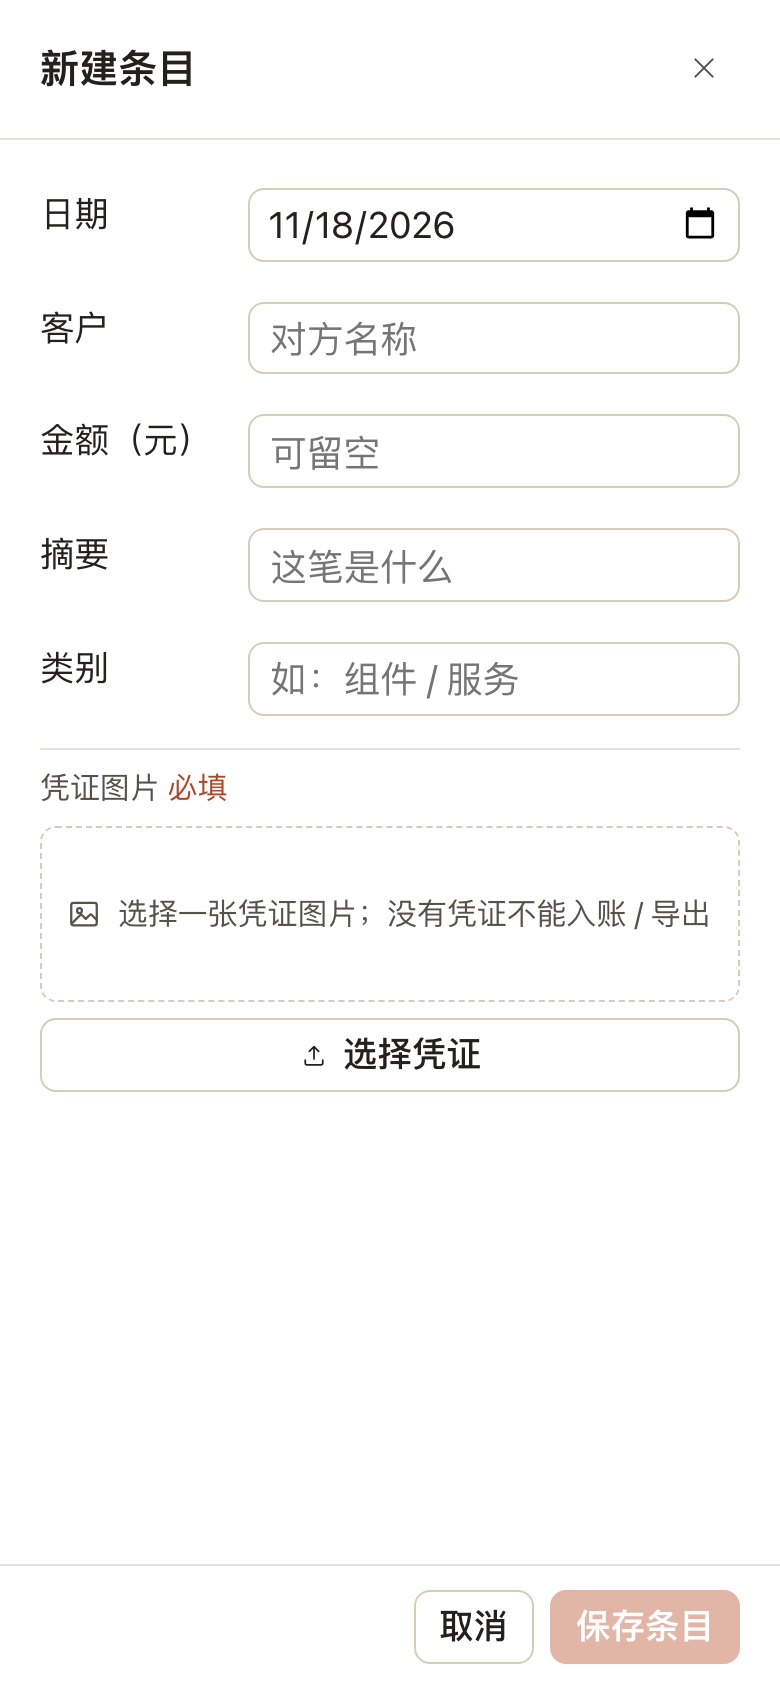 新建条目
日期
11/18/2026
客户
对方名称
金额（元）
可留空
摘要
这笔是什么
类别
如：组件 / 服务
凭证图片 必填
选择一张凭证图片；没有凭证不能入账 / 导出
选择凭证
取消
保存条目